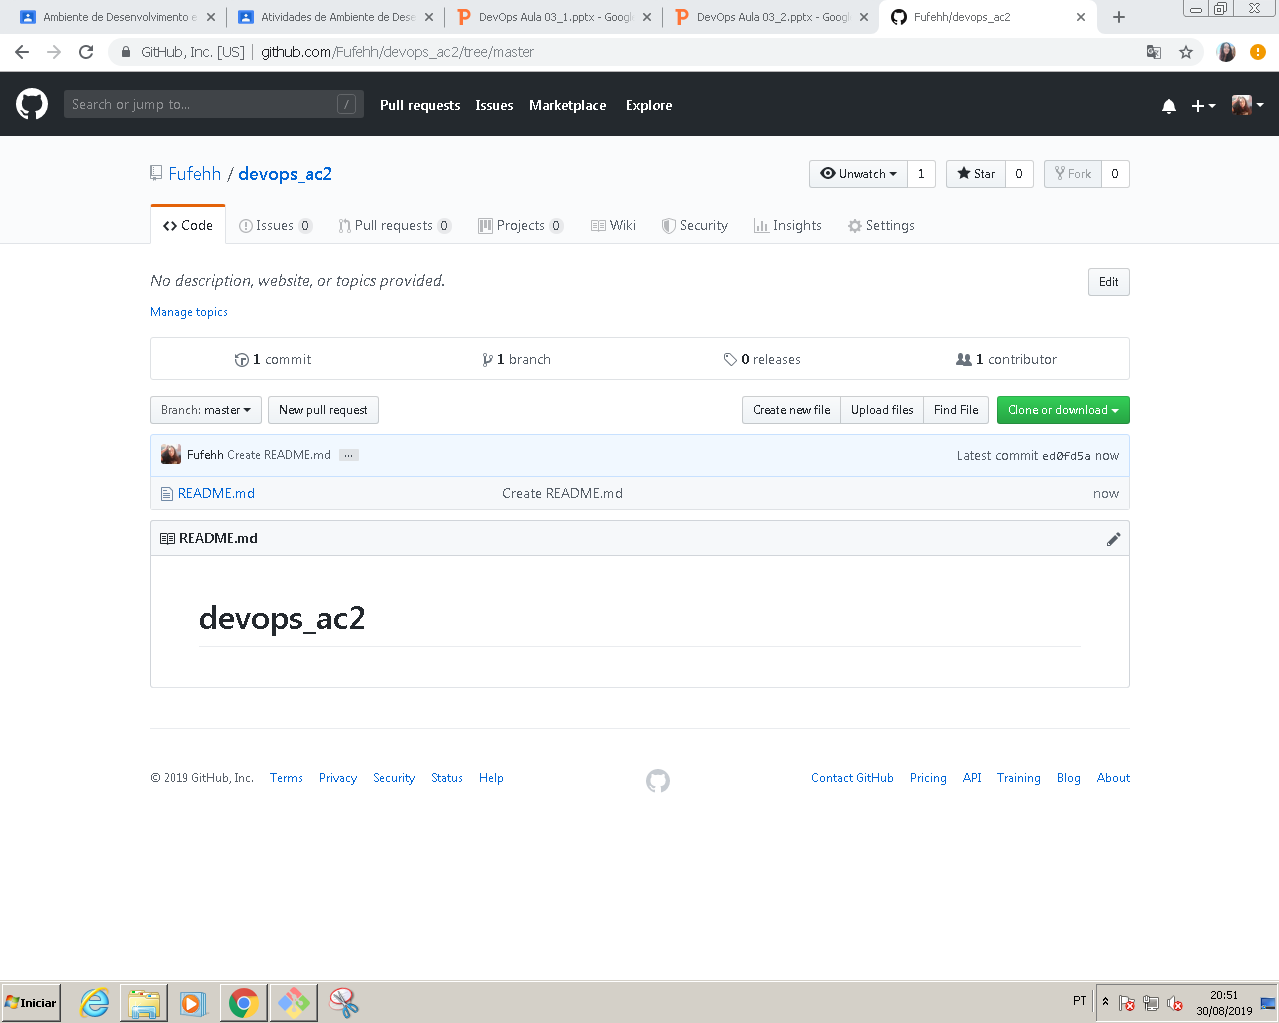 Ambiente de Desenvolvimento e
Atividades de Ambiente de Dese
DevOps Aula 03_1.pptx - Googl
DevOps Aula 03_2.pptx - Google
Fufehh/devops_ac2
GitHub, Inc. [US] | github.com/Fufehh/devops_ac2/tree/master
Search or jump to... / Pull requests Issues Marketplace Explore
Fufehh / devops_ac2 Unwatch 1 Star 0 Fork 0
Code Issues 0 Pull requests 0 Projects 0 Wiki Security Insights Settings
No description, website, or topics provided. Edit
Manage topics
1 commit 1 branch 0 releases 1 contributor
Branch: master New pull request Create new file Upload files Find File Clone or download
Fufehh Create README.md ... Latest commit ed0fd5a now
README.md Create README.md now
README.md
devops_ac2
© 2019 GitHub, Inc. Terms Privacy Security Status Help Contact GitHub Pricing API Training Blog About
Iniciar PT 20:51
30/08/2019